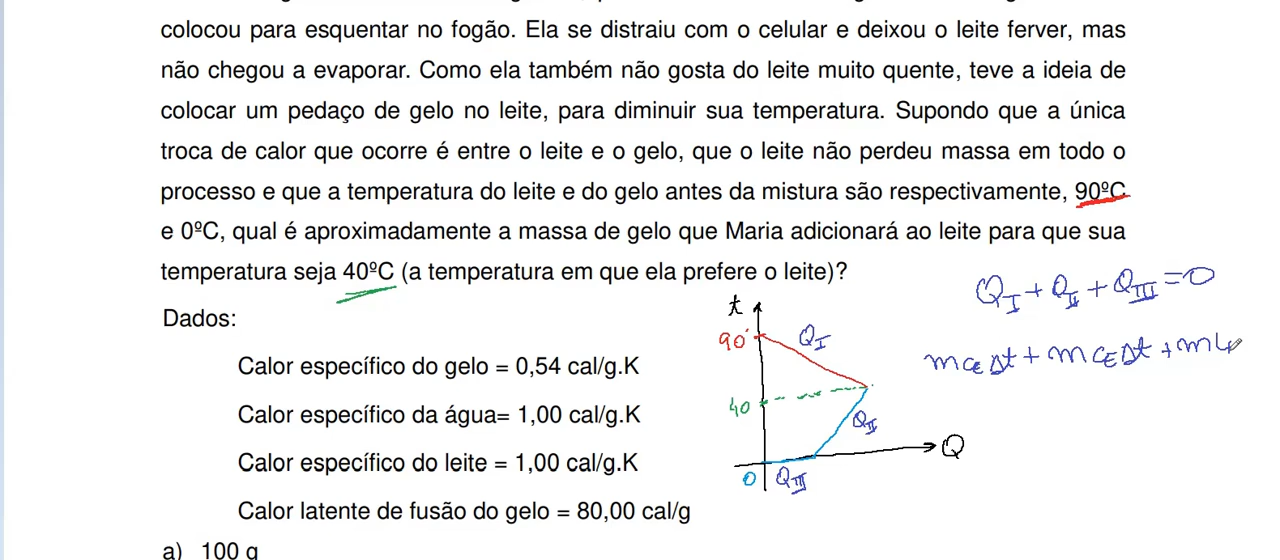 colocou para esquentar no fogão. Ela se distraiu com o celular e deixou o leite ferver, mas
não chegou a evaporar. Como ela também não gosta do leite muito quente, teve a ideia de
colocar um pedaço de gelo no leite, para diminuir sua temperatura. Supondo que a única
troca de calor que ocorre é entre o leite e o gelo, que o leite não perdeu massa em todo o
processo e que a temperatura do leite e do gelo antes da mistura são respectivamente, 90ºC
e 0ºC, qual é aproximadamente a massa de gelo que Maria adicionará ao leite para que sua
temperatura seja 40ºC (a temperatura em que ela prefere o leite)?
Q_I + Q_II + Q_III = 0
Dados:
t
90°
Q_I
m c_E Δt + m c_E Δt + m L
Calor específico do gelo = 0,54 cal/g.K
40
Calor específico da água= 1,00 cal/g.K
Q_II
Q
Calor específico do leite = 1,00 cal/g.K
0
Q_III
Calor latente de fusão do gelo = 80,00 cal/g
a) 100 g